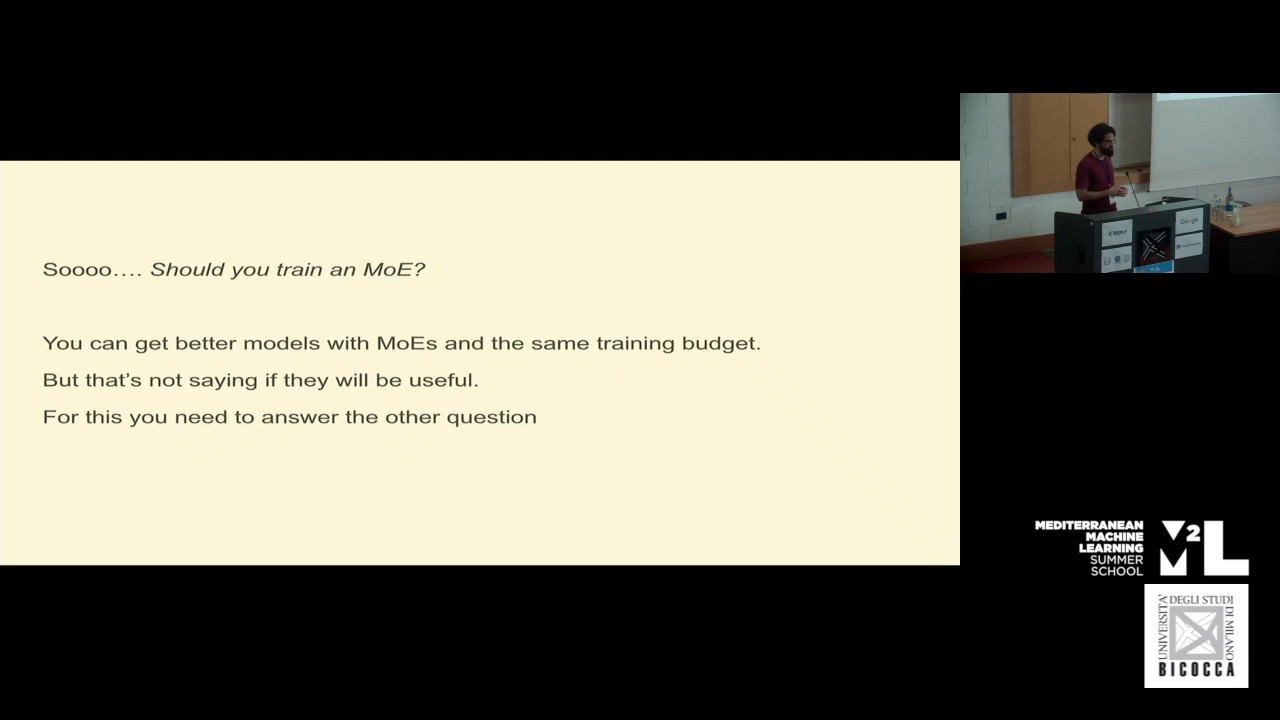 Soooo…. Should you train an MoE?
You can get better models with MoEs and the same training budget.
But that’s not saying if they will be useful.
For this you need to answer the other question
Google
MEDITERRANEAN
MACHINE
LEARNING
SUMMER
SCHOOL
M2L
UNIVERSITA'
DEGLI STUDI
DI MILANO
BICOCCA